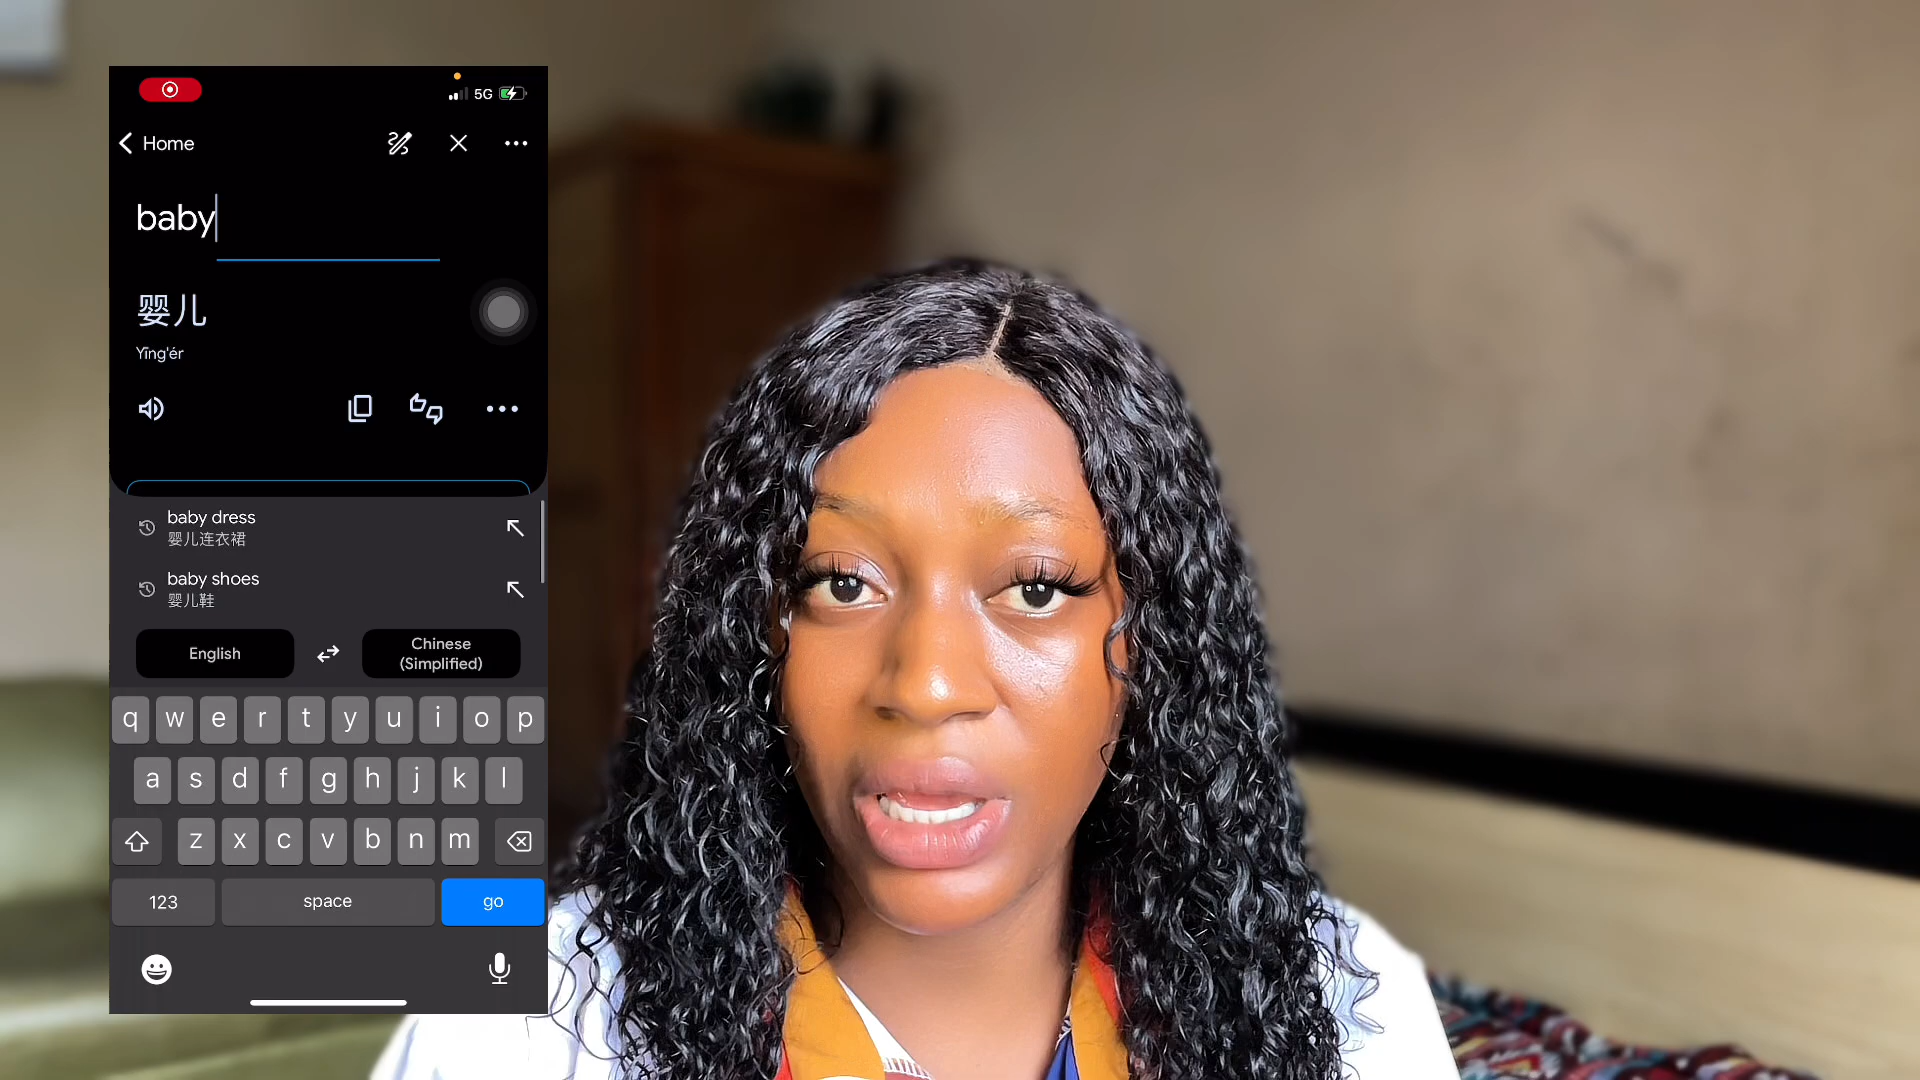 5G
Home
baby
婴儿
Yīng'ér
baby dress
婴儿连衣裙
baby shoes
婴儿鞋
English
Chinese
(Simplified)
q w e r t y u i o p
a s d f g h j k l
z x c v b n m
123 space go